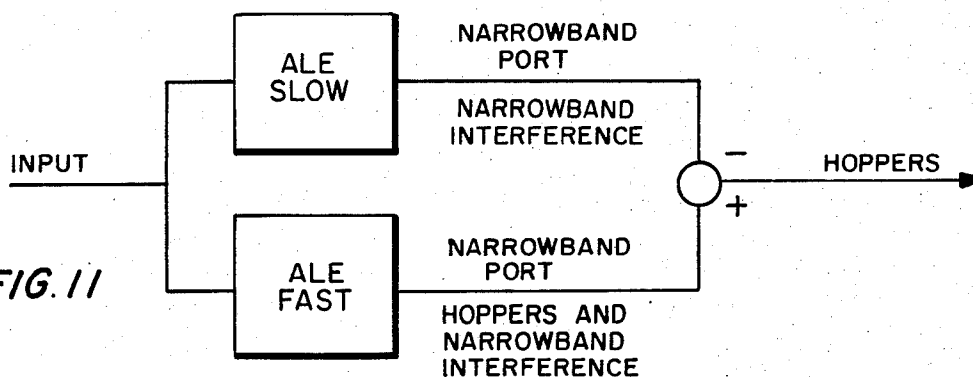 NARROWBAND
PORT
ALE
SLOW
NARROWBAND
INTERFERENCE
INPUT
−
HOPPERS
+
NARROWBAND
PORT
FIG. 11
ALE
FAST
HOPPERS AND
NARROWBAND
INTERFERENCE